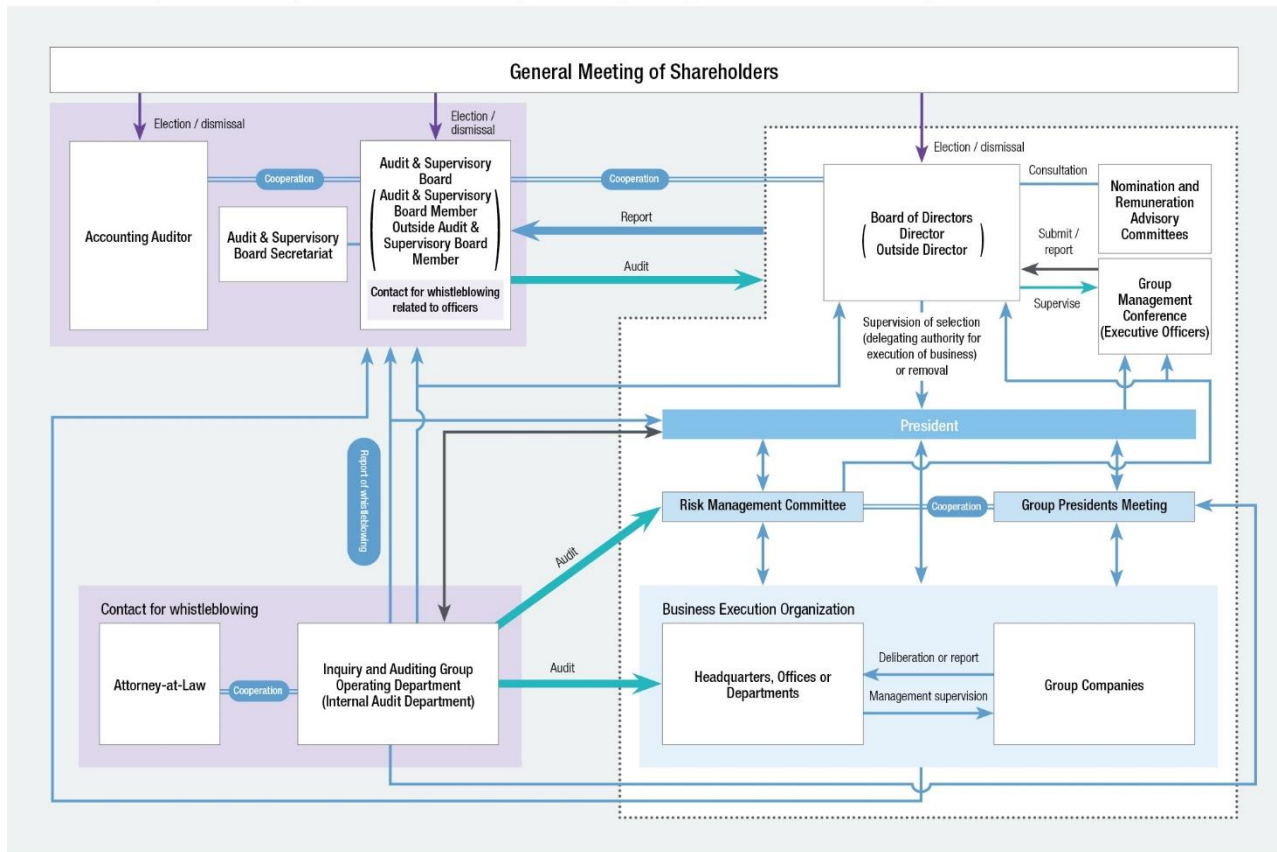 General Meeting of Shareholders
Election / dismissal
Election /
dismissal
Election / dismissal
Accounting Auditor
Cooperation
Audit & Supervisory
Board Secretariat
Audit & Supervisory
Board
(Audit & Supervisory
Board Member
Outside Audit &
Supervisory Board
Member)
Contact for whistleblowing
related to officers
Cooperation
Report
Audit
Board of Directors
(Director
Outside Director)
Consultation
Nomination and
Remuneration
Advisory
Committees
Submit /
report
Supervise
Group
Management
Conference
(Executive Officers)
Supervision of selection
(delegating authority for
execution of business)
or removal
President
Report of whistleblowing
Risk Management Committee
Cooperation
Group Presidents Meeting
Audit
Contact for whistleblowing
Attorney-at-Law
Cooperation
Inquiry and Auditing Group
Operating Department
(Internal Audit Department)
Audit
Business Execution Organization
Headquarters, Offices or
Departments
Deliberation or report
Management supervision
Group Companies